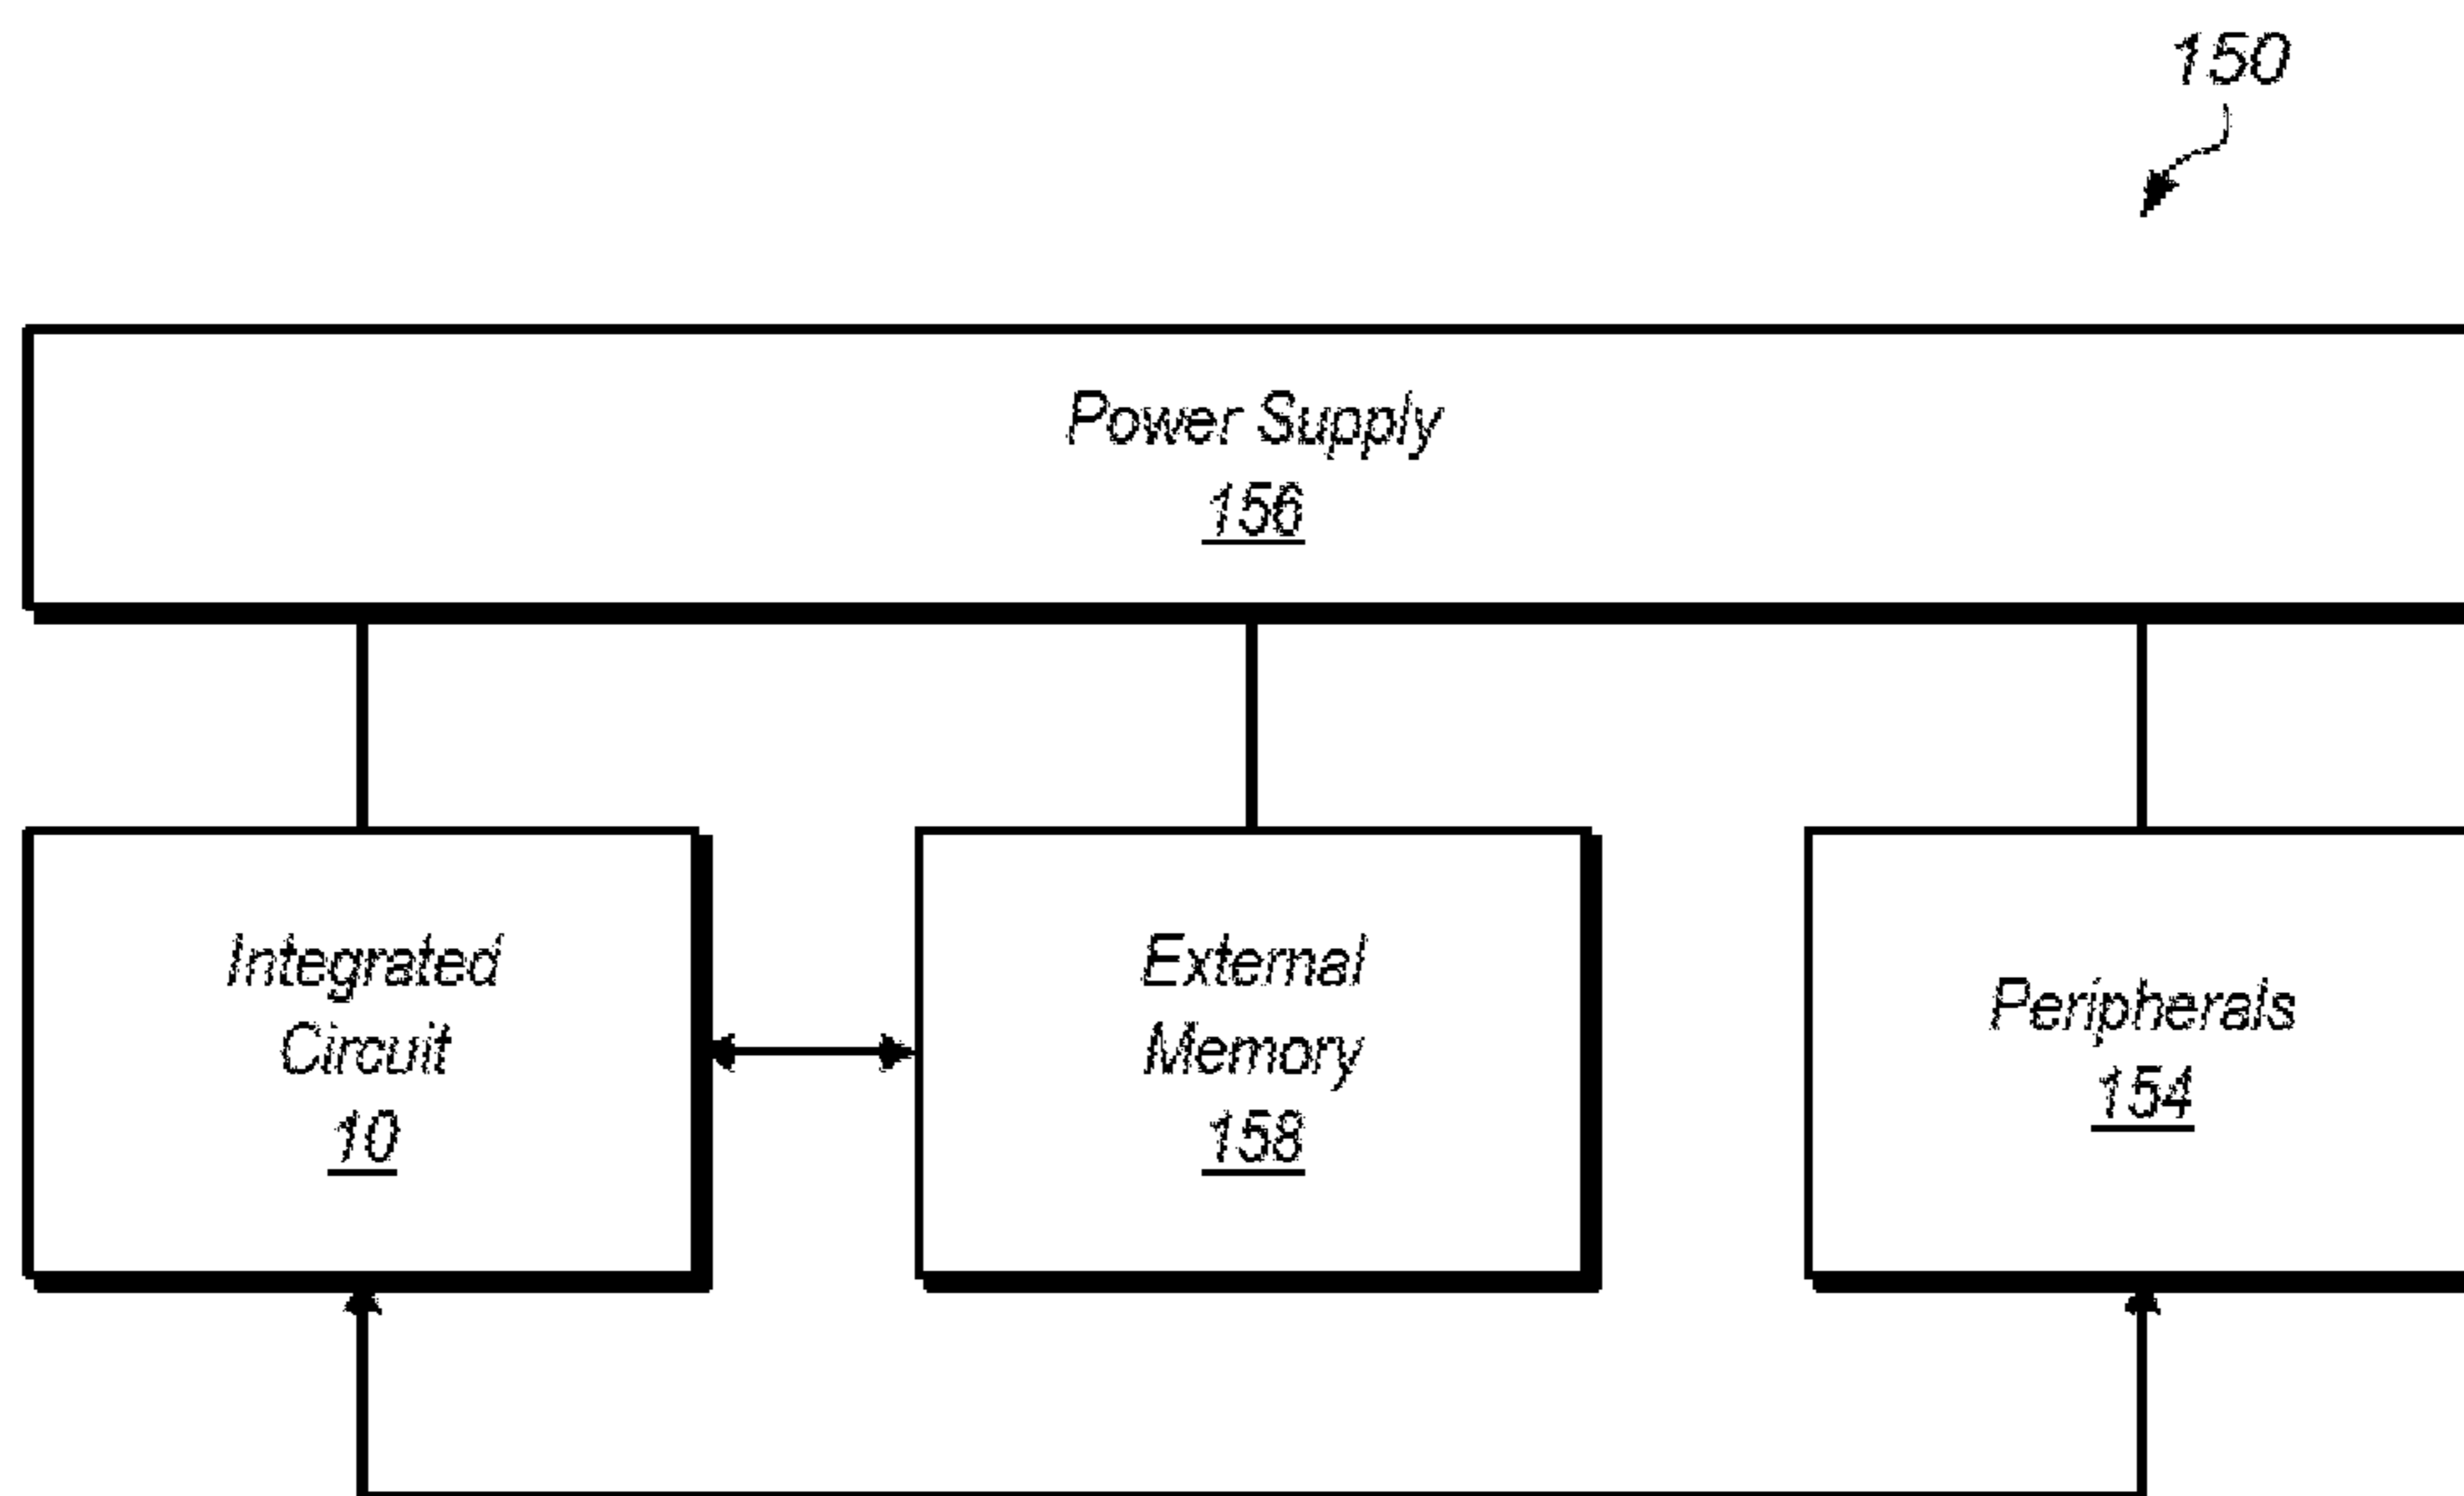 150
Power Supply
156
Integrated
Circuit
10
External
Memory
158
Peripherals
154